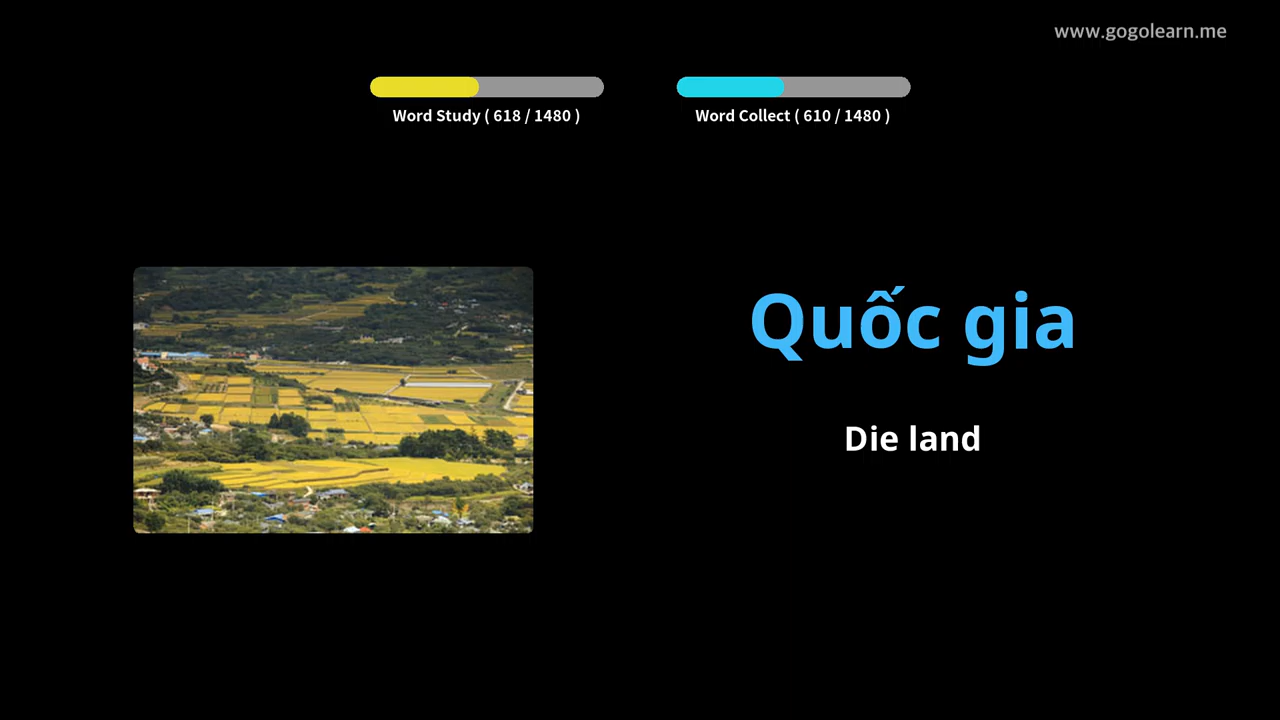 www.gogolearn.me
Word Study ( 618 / 1480 )
Word Collect ( 610 / 1480 )
Quốc gia
Die land